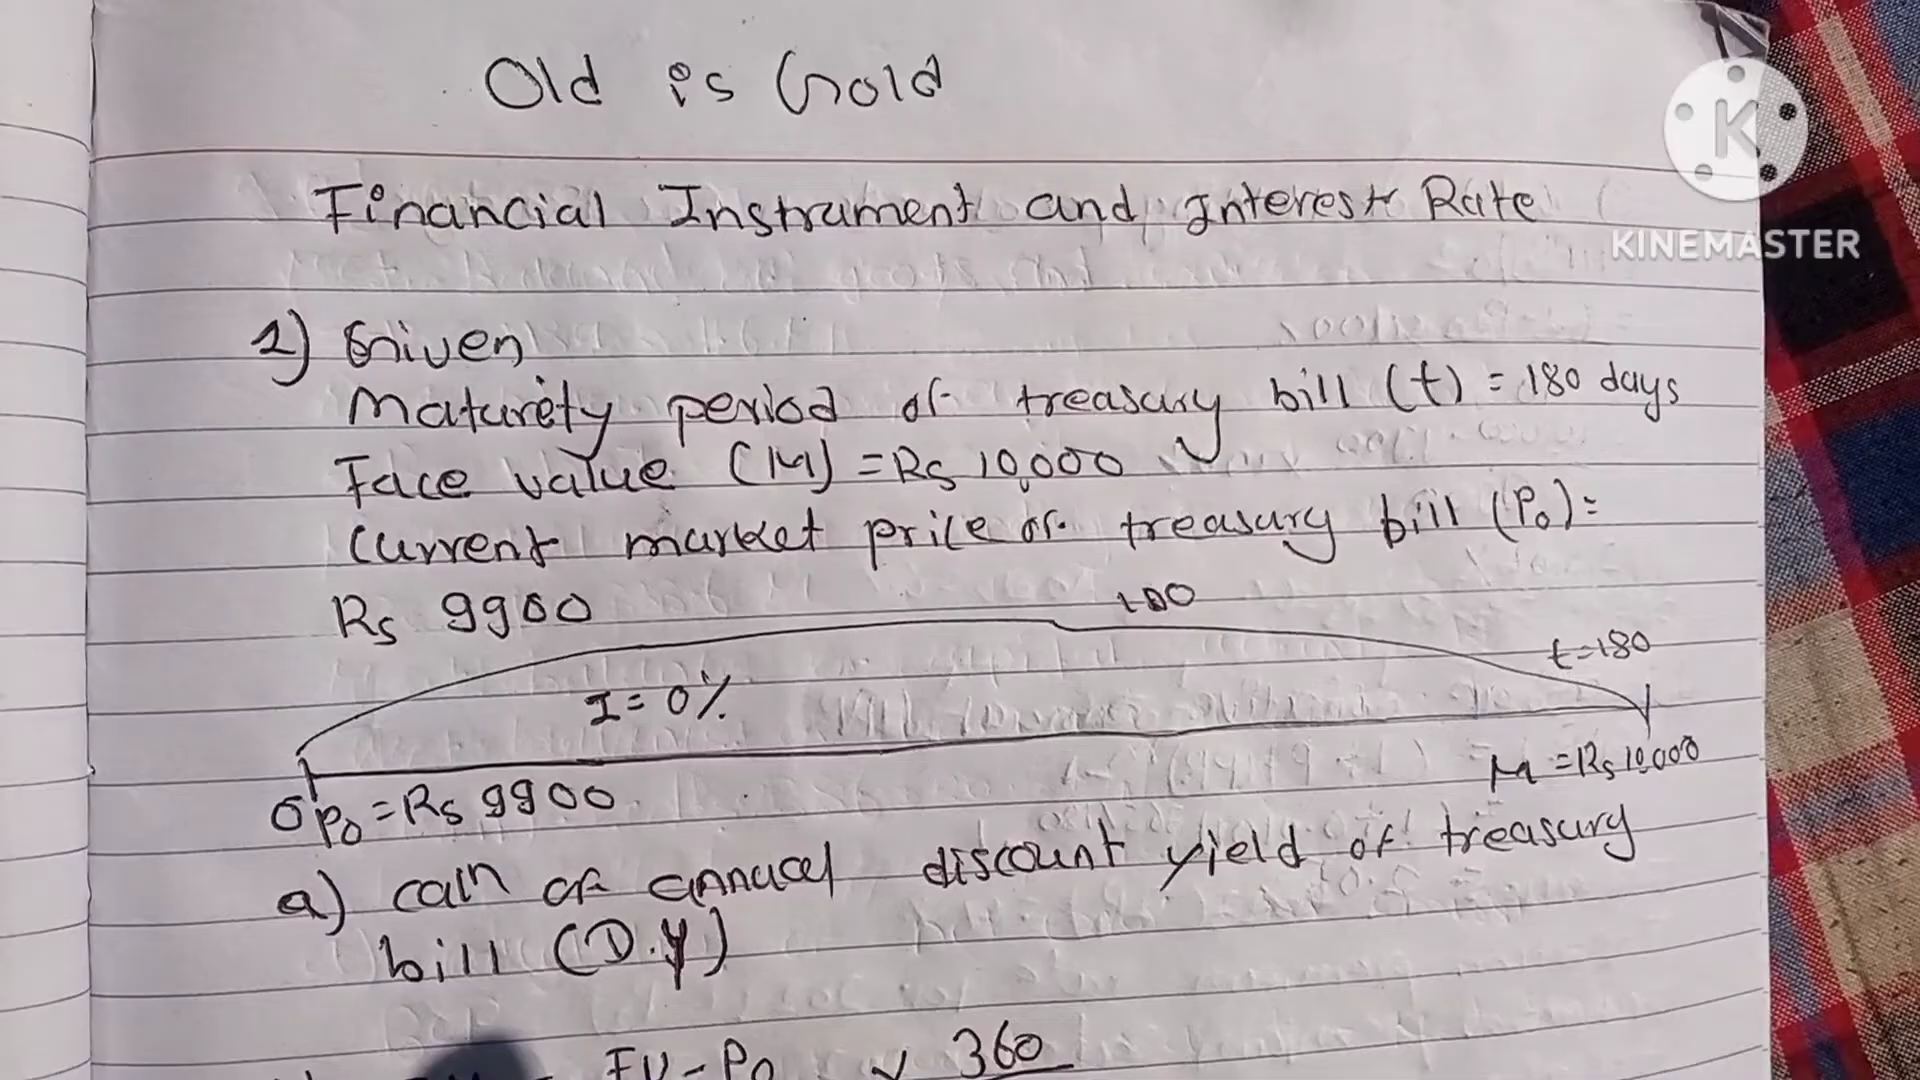 Old is Gold
KINEMASTER
Financial Instrument and Interest Rate
1) Given
Maturity period of treasury bill (t) = 180 days
Face value (M) = Rs 10,000
Current market price of treasury bill (P0) =
Rs 9900
180
t=180
I = 0%
0
P0 = Rs 9900
M = Rs 10,000
a) caln of annual discount yield of treasury
bill (D.Y)
FV - P0 × 360